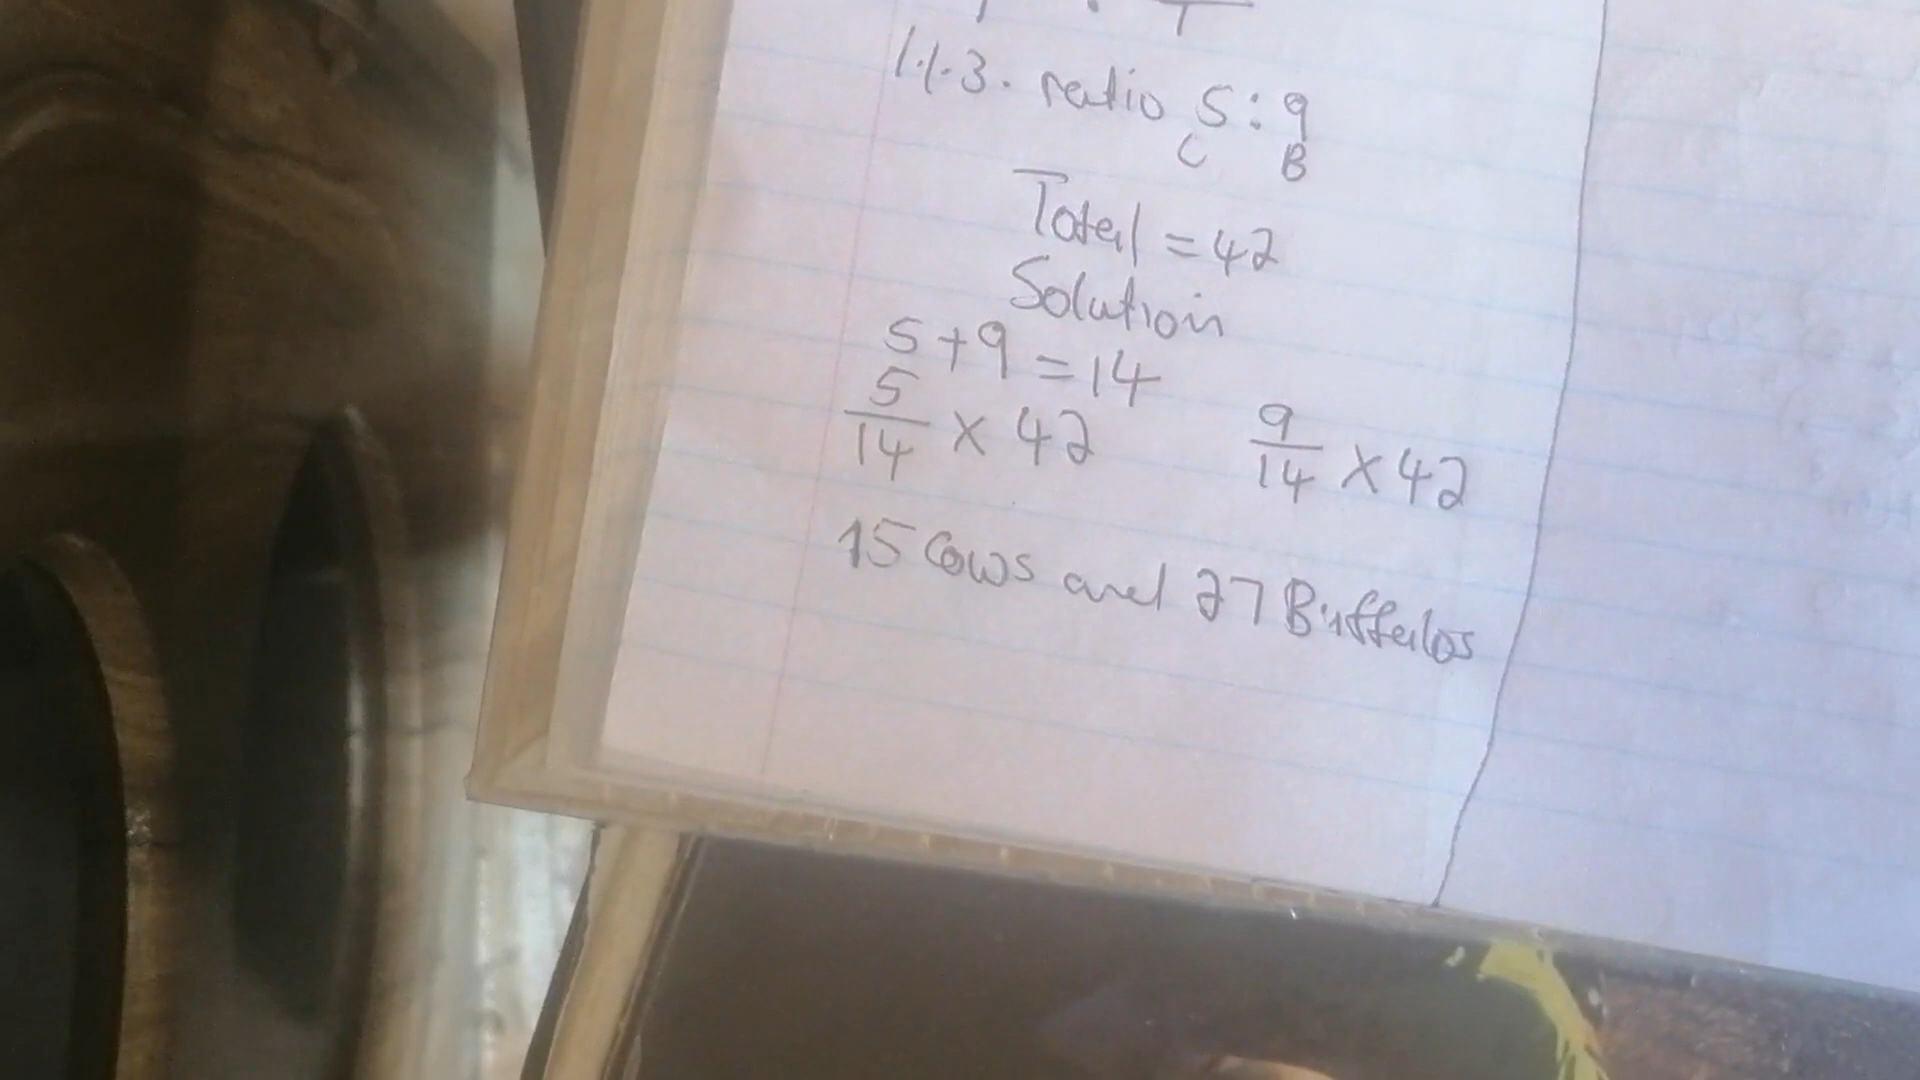 1.1.3. ratio 5:9
C B
Total = 42
Solution
5+9=14
5/14 × 42 9/14 × 42
15 Cows and 27 Buffalos